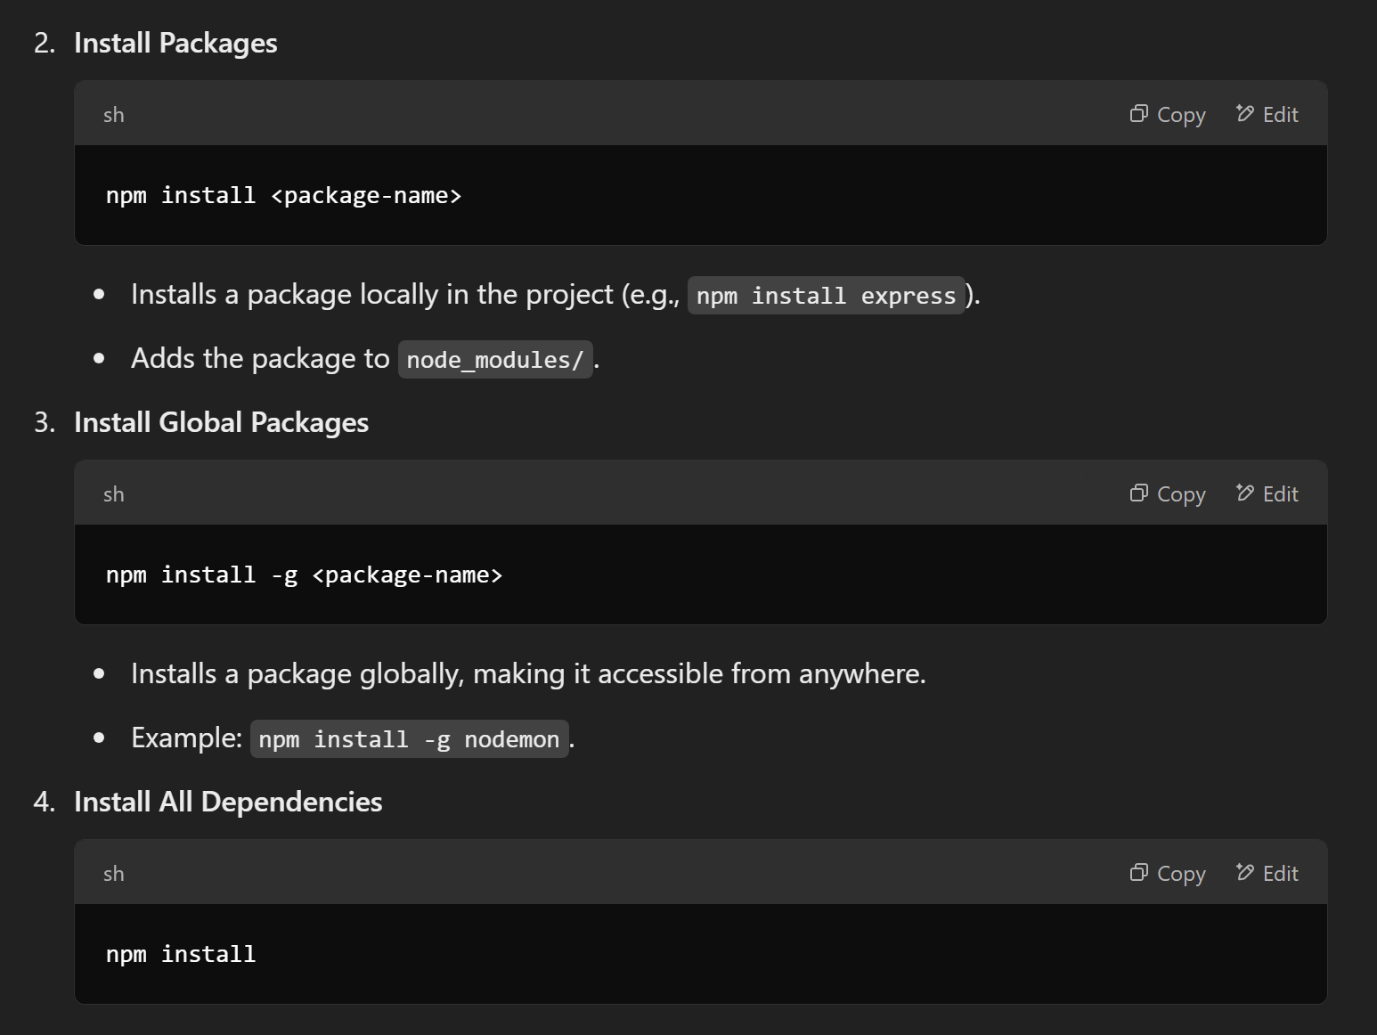 2. Install Packages
sh Copy Edit
npm install <package-name>
• Installs a package locally in the project (e.g., npm install express).
• Adds the package to node_modules/.
3. Install Global Packages
sh Copy Edit
npm install -g <package-name>
• Installs a package globally, making it accessible from anywhere.
• Example: npm install -g nodemon.
4. Install All Dependencies
sh Copy Edit
npm install